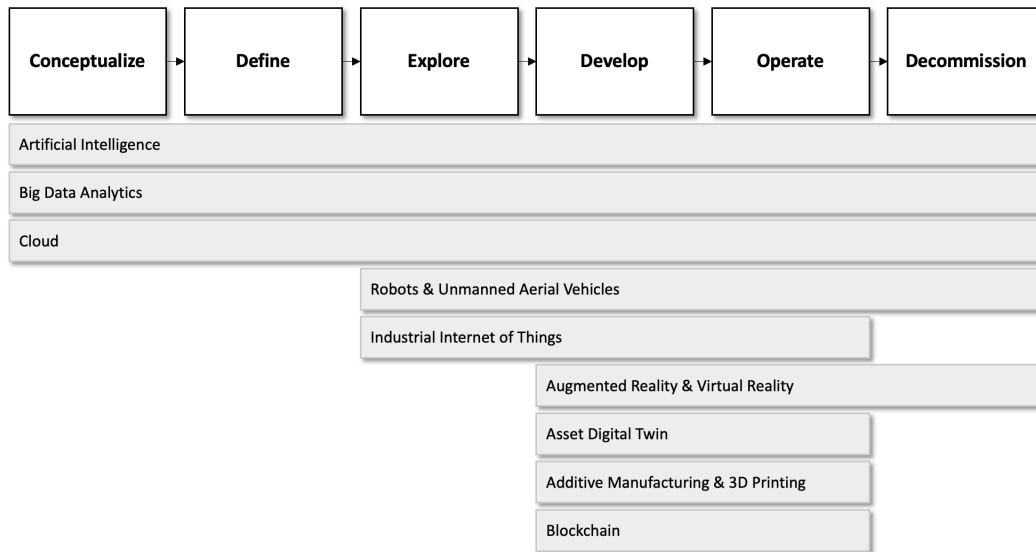 Conceptualize
Define
Explore
Develop
Operate
Decommission
Artificial Intelligence
Big Data Analytics
Cloud
Robots & Unmanned Aerial Vehicles
Industrial Internet of Things
Augmented Reality & Virtual Reality
Asset Digital Twin
Additive Manufacturing & 3D Printing
Blockchain